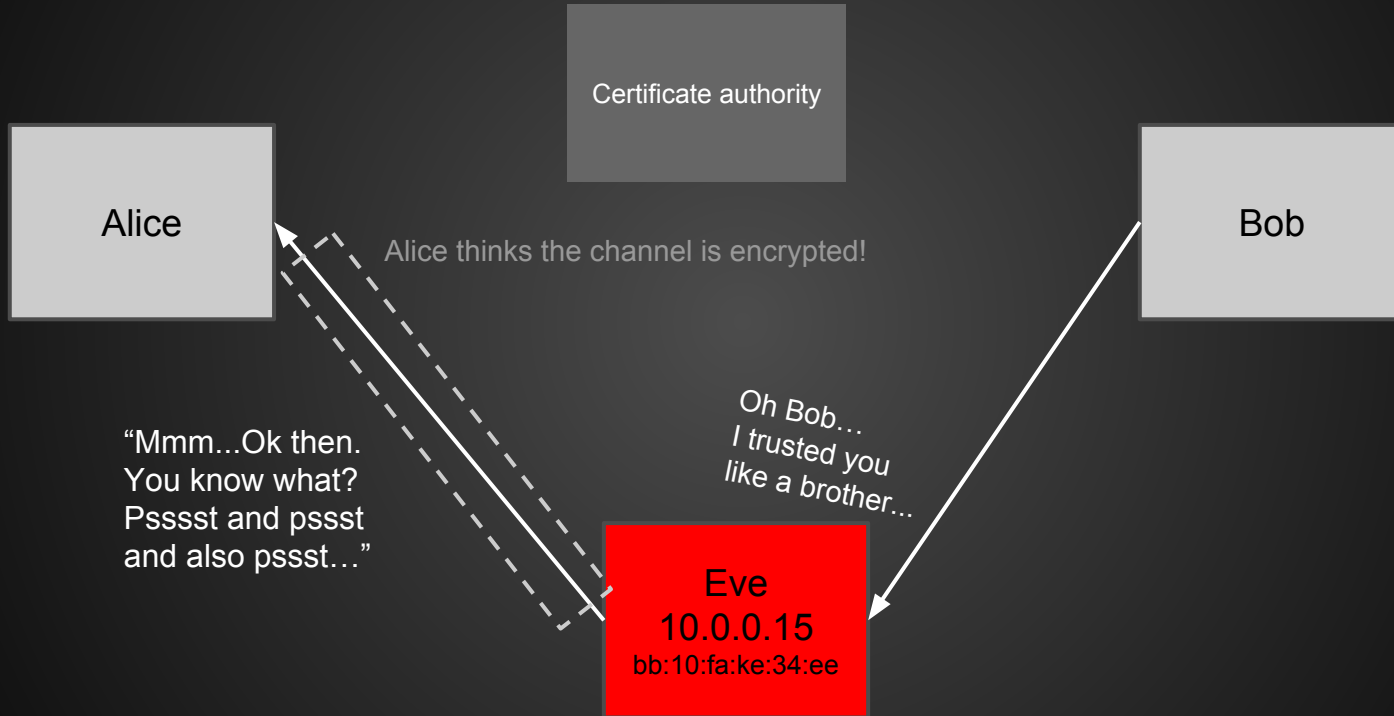 Certificate authority
Alice
Bob
Alice thinks the channel is encrypted!
Oh Bob…
I trusted you
like a brother...
“Mmm...Ok then.
You know what?
Psssst and pssst
and also pssst…”
Eve
10.0.0.15
bb:10:fa:ke:34:ee